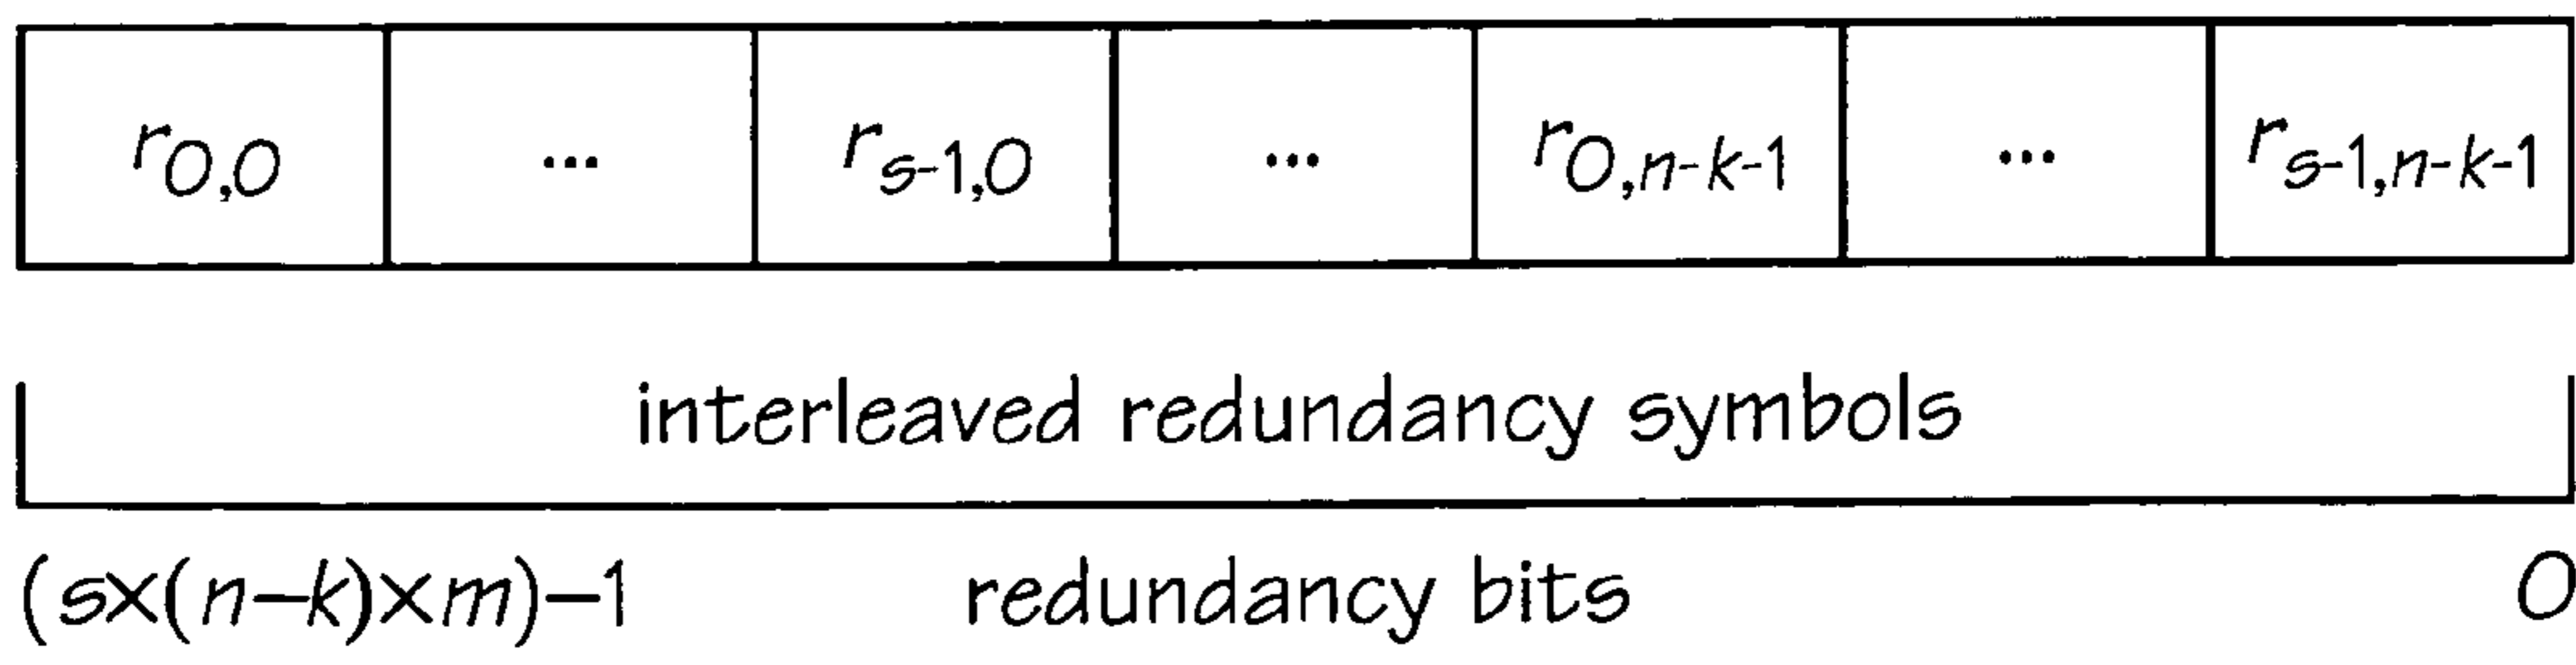 r0,0 ... rs-1,0 ... r0,n-k-1 ... rs-1,n-k-1
interleaved redundancy symbols
(s×(n−k)×m)−1 redundancy bits 0